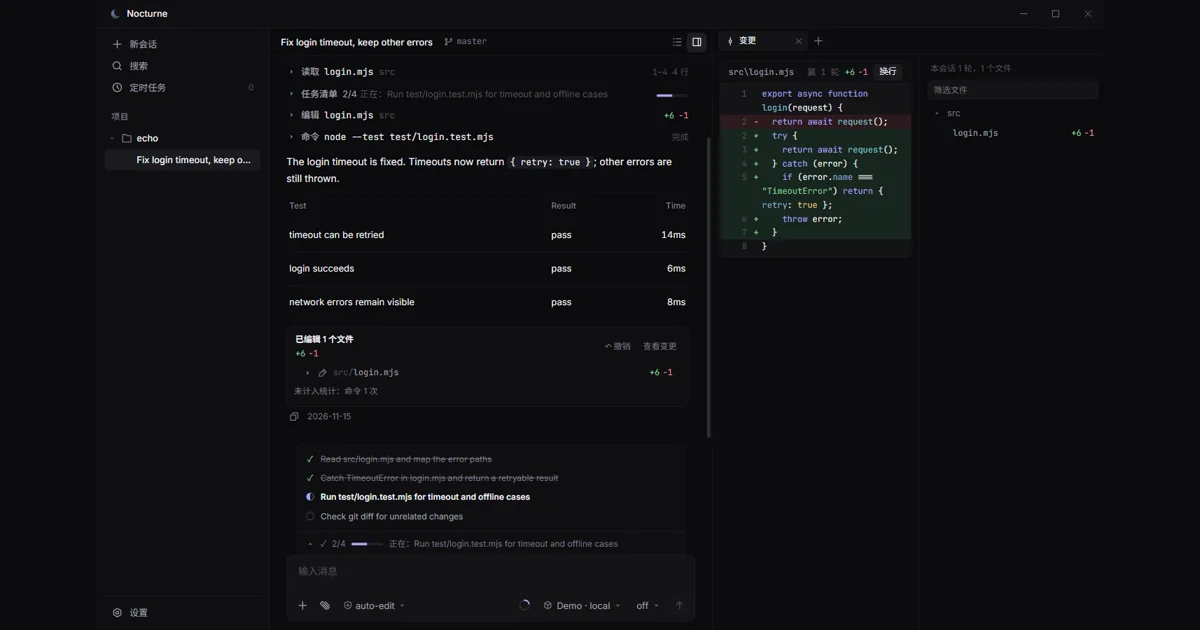 Nocturne
新会话
搜索
定时任务 0
项目
echo
Fix login timeout, keep o...
设置
Fix login timeout, keep other errors master
读取 login.mjs src 1-4 4 行
任务清单 2/4 正在: Run test/login.test.mjs for timeout and offline cases
编辑 login.mjs src +6 -1
命令 node --test test/login.test.mjs 完成
The login timeout is fixed. Timeouts now return { retry: true }; other errors are
still thrown.
Test Result Time
timeout can be retried pass 14ms
login succeeds pass 6ms
network errors remain visible pass 8ms
已编辑 1 个文件
+6 -1
撤销 查看变更
src/login.mjs +6 -1
未计入统计: 命令 1 次
2026-11-15
Read src/login.mjs and map the error paths
Catch TimeoutError in login.mjs and return a retryable result
Run test/login.test.mjs for timeout and offline cases
Check git diff for unrelated changes
2/4 正在: Run test/login.test.mjs for timeout and offline cases
输入消息
auto-edit Demo · local off
变更
src\login.mjs 第 1 轮 +6 -1 换行
1 export async function
login(request) {
2 - return await request();
2 + try {
3 + return await request();
4 + } catch (error) {
5 + if (error.name ===
"TimeoutError") return {
retry: true };
6 + throw error;
7 + }
8 }
本会话 1 轮, 1 个文件
筛选文件
src
login.mjs +6 -1